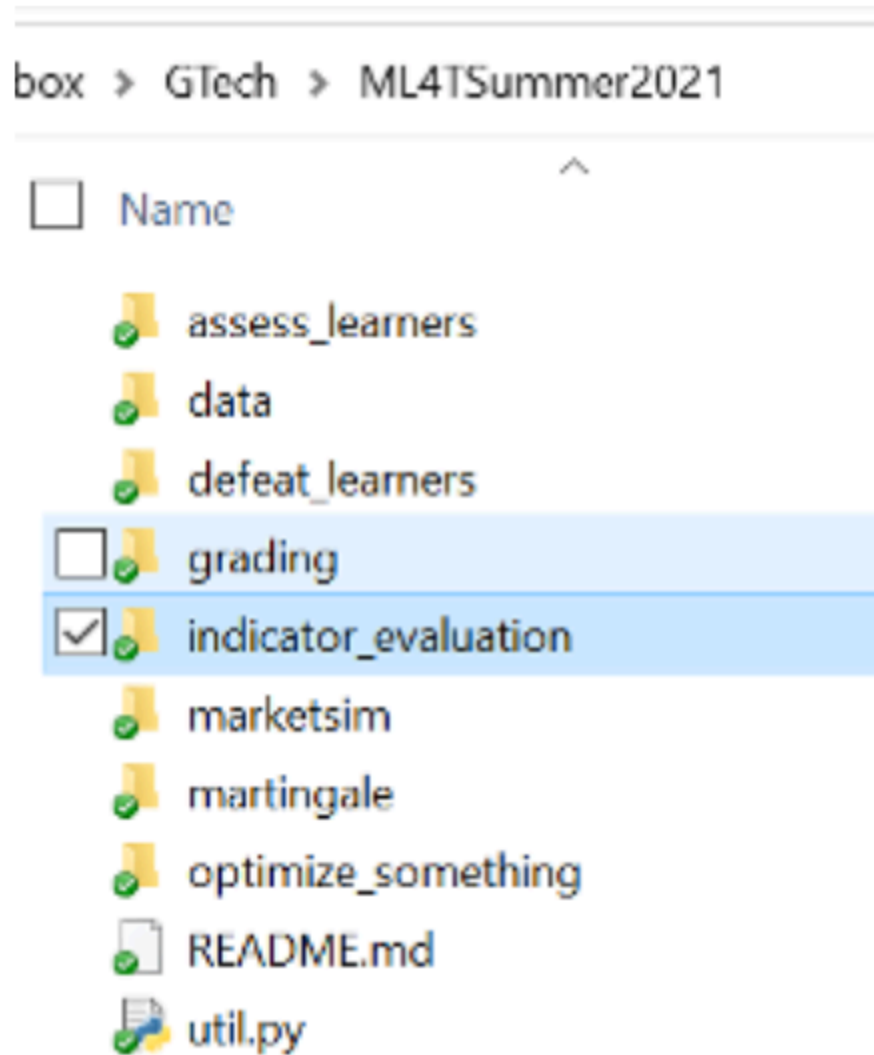 box > GTech > ML4TSummer2021
Name
assess_learners
data
defeat_learners
grading
indicator_evaluation
marketsim
martingale
optimize_something
README.md
util.py